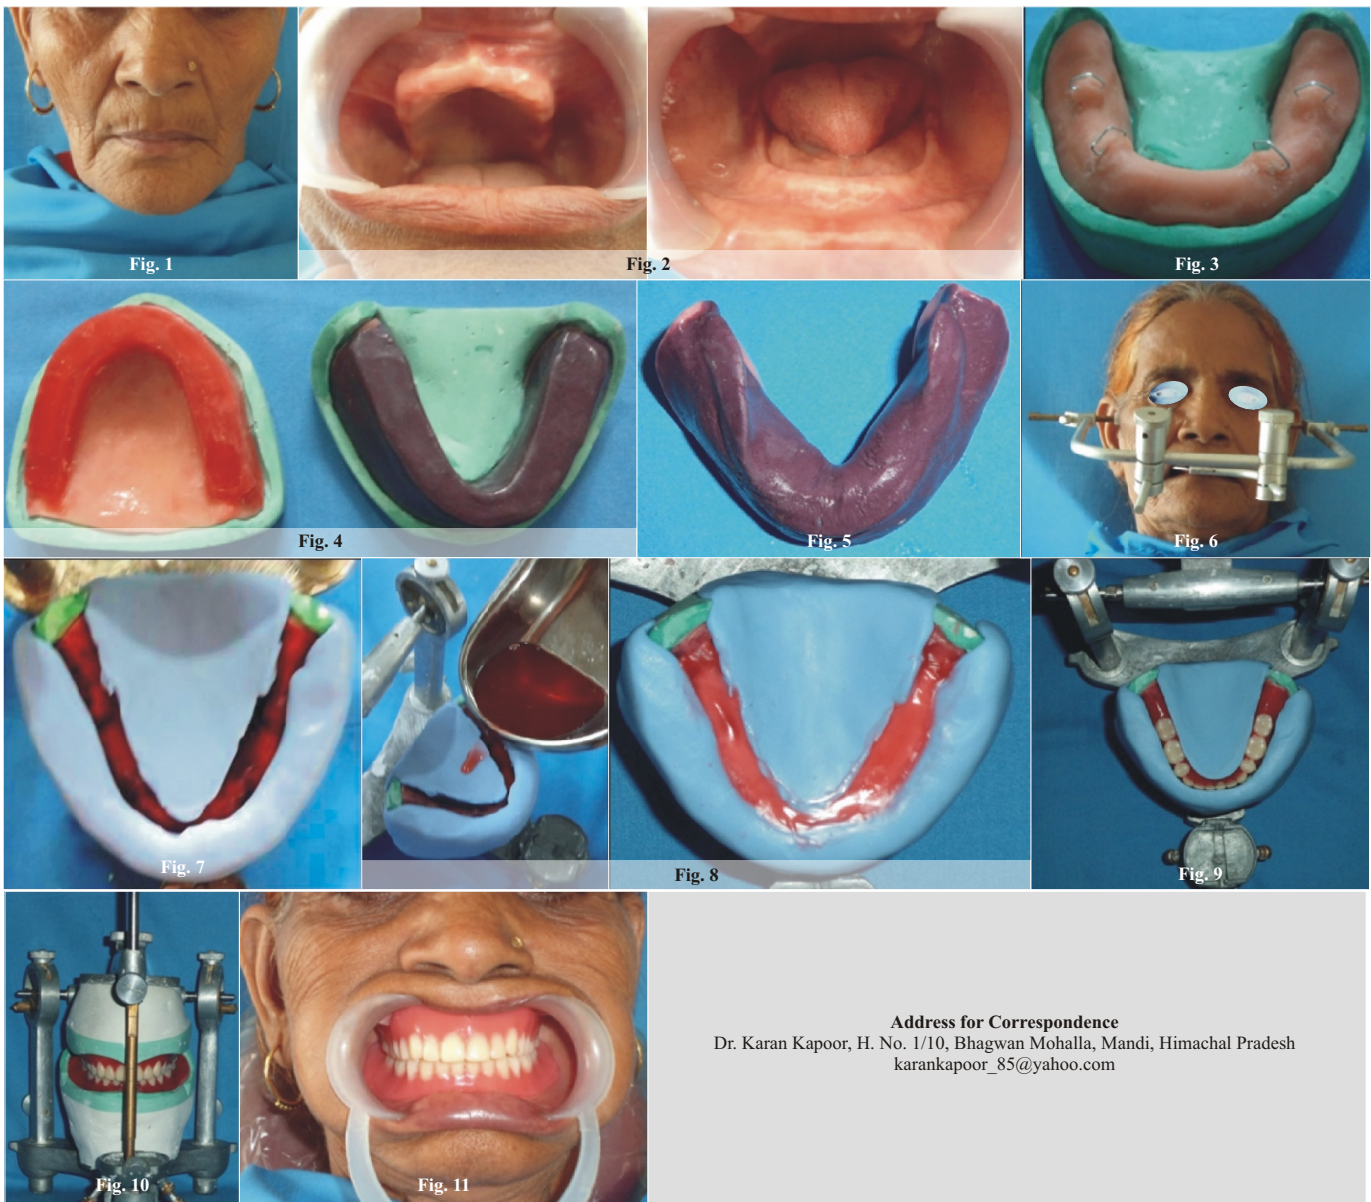 Fig. 1
Fig. 2
Fig. 3
Fig. 4
Fig. 5
Fig. 6
Fig. 7
Fig. 8
Fig. 9
Fig. 10
Fig. 11
Address for Correspondence
Dr. Karan Kapoor, H. No. 1/10, Bhagwan Mohalla, Mandi, Himachal Pradesh
karankapoor_85@yahoo.com